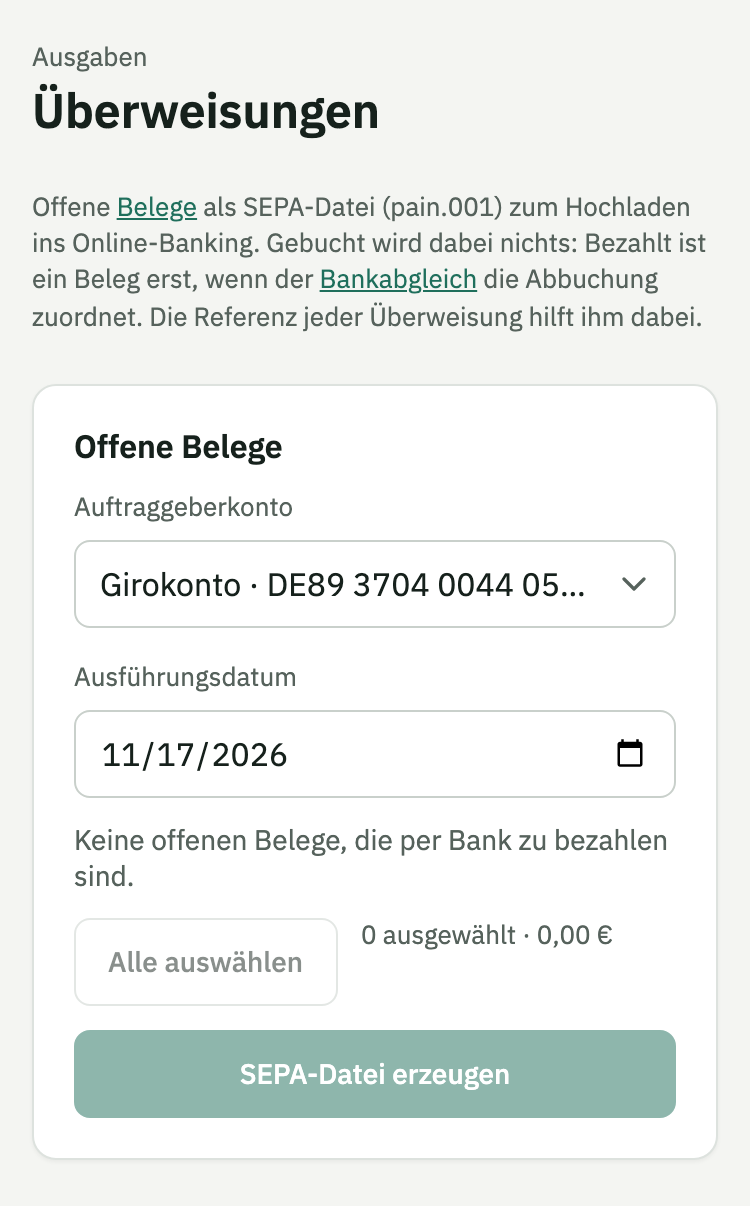 Ausgaben
Überweisungen
Offene Belege als SEPA-Datei (pain.001) zum Hochladen
ins Online-Banking. Gebucht wird dabei nichts: Bezahlt ist
ein Beleg erst, wenn der Bankabgleich die Abbuchung
zuordnet. Die Referenz jeder Überweisung hilft ihm dabei.
Offene Belege
Auftraggeberkonto
Girokonto · DE89 3704 0044 05...
Ausführungsdatum
11/17/2026
Keine offenen Belege, die per Bank zu bezahlen
sind.
Alle auswählen
0 ausgewählt · 0,00 €
SEPA-Datei erzeugen